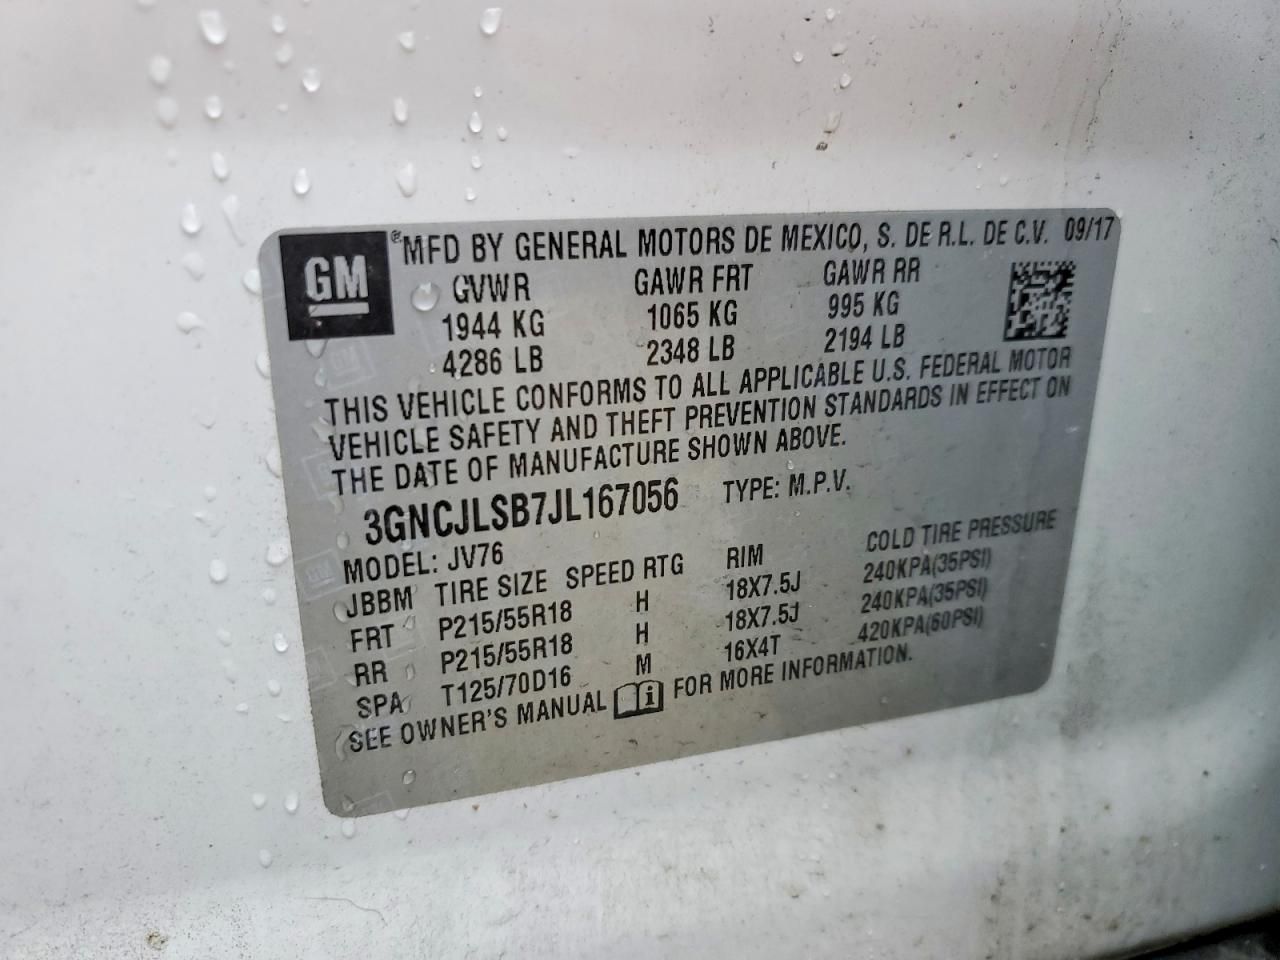 GM
®MFD BY GENERAL MOTORS DE MEXICO, S. DE R.L. DE C.V. 09/17
GVWR GAWR FRT GAWR RR
1944 KG 1065 KG 995 KG
4286 LB 2348 LB 2194 LB
THIS VEHICLE CONFORMS TO ALL APPLICABLE U.S. FEDERAL MOTOR
VEHICLE SAFETY AND THEFT PREVENTION STANDARDS IN EFFECT ON
THE DATE OF MANUFACTURE SHOWN ABOVE.
3GNCJLSB7JL167056 TYPE: M.P.V.
MODEL: JV76
JBBM TIRE SIZE SPEED RTG RIM COLD TIRE PRESSURE
FRT P215/55R18 H 18X7.5J 240KPA(35PSI)
RR P215/55R18 H 18X7.5J 240KPA(35PSI)
SPA T125/70D16 M 16X4T 420KPA(60PSI)
SEE OWNER'S MANUAL i FOR MORE INFORMATION.